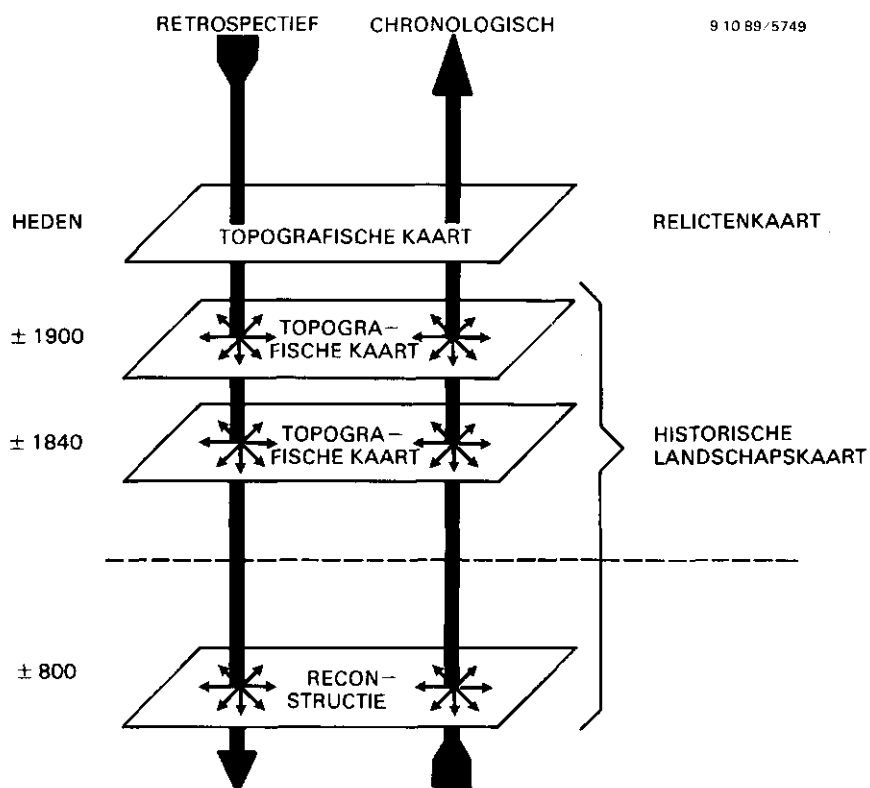 RETROSPECTIEF CHRONOLOGISCH 9 10 89/5749
HEDEN
TOPOGRAFISCHE KAART
RELICTENKAART
± 1900
TOPOGRA–
FISCHE KAART
± 1840
TOPOGRA–
FISCHE KAART
HISTORISCHE
LANDSCHAPSKAART
± 800
RECON–
STRUCTIE